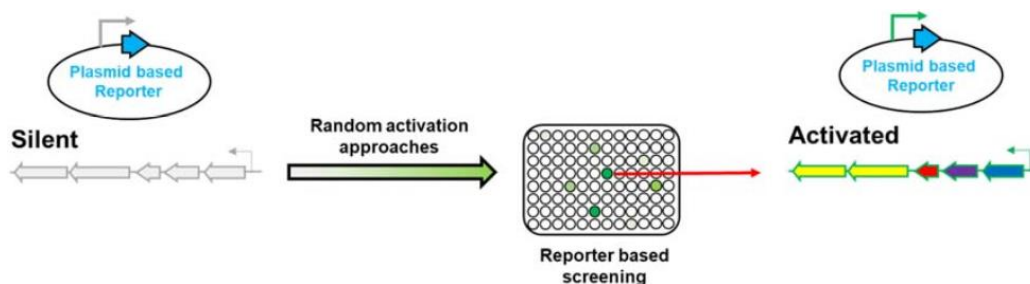 Plasmid based
Reporter
Silent
Random activation
approaches
Reporter based
screening
Plasmid based
Reporter
Activated